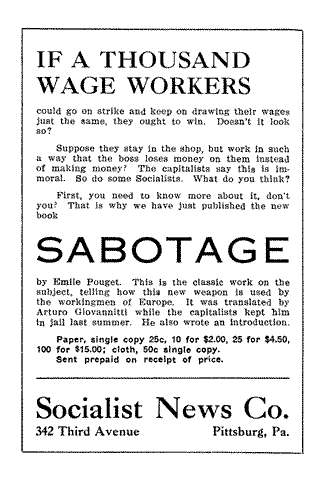 IF A THOUSAND
WAGE WORKERS
could go on strike and keep on drawing their wages
just the same, they ought to win. Doesn't it look
so?
Suppose they stay in the shop, but work in such
a way that the boss loses money on them instead
of making money? The capitalists say this is im-
moral. So do some Socialists. What do you think?
First, you need to know more about it, don't
you? That is why we have just published the new
book
SABOTAGE
by Emile Pouget. This is the classic work on the
subject, telling how this new weapon is used by
the workingmen of Europe. It was translated by
Arturo Giovannitti while the capitalists kept him
in jail last summer. He also wrote an introduction.
Paper, single copy 25c, 10 for $2.00, 25 for $4.50,
100 for $15.00; cloth, 50c single copy.
Sent prepaid on receipt of price.
Socialist News Co.
342 Third Avenue Pittsburg, Pa.